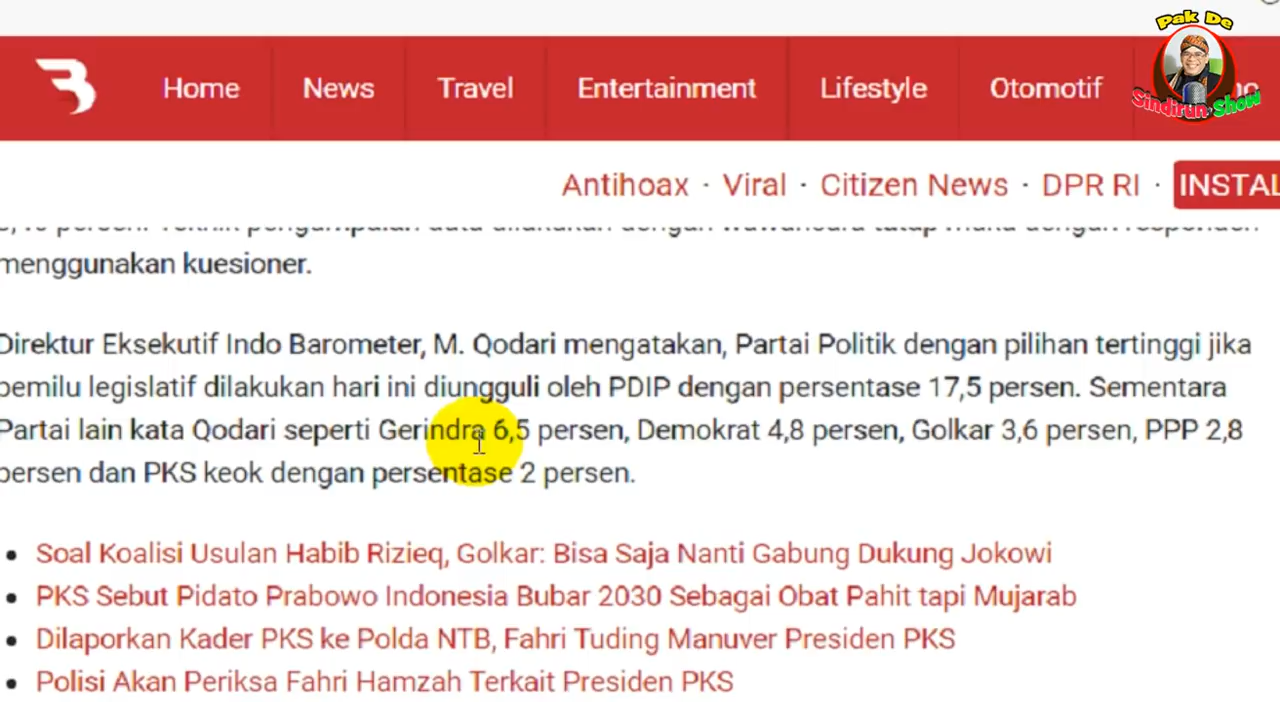 Pak De
Sindirun Show
Home
News
Travel
Entertainment
Lifestyle
Otomotif
Antihoax · Viral · Citizen News · DPR RI · INSTAL
menggunakan kuesioner.
Direktur Eksekutif Indo Barometer, M. Qodari mengatakan, Partai Politik dengan pilihan tertinggi jika
pemilu legislatif dilakukan hari ini diungguli oleh PDIP dengan persentase 17,5 persen. Sementara
Partai lain kata Qodari seperti Gerindra 6,5 persen, Demokrat 4,8 persen, Golkar 3,6 persen, PPP 2,8
persen dan PKS keok dengan persentase 2 persen.
• Soal Koalisi Usulan Habib Rizieq, Golkar: Bisa Saja Nanti Gabung Dukung Jokowi
• PKS Sebut Pidato Prabowo Indonesia Bubar 2030 Sebagai Obat Pahit tapi Mujarab
• Dilaporkan Kader PKS ke Polda NTB, Fahri Tuding Manuver Presiden PKS
• Polisi Akan Periksa Fahri Hamzah Terkait Presiden PKS